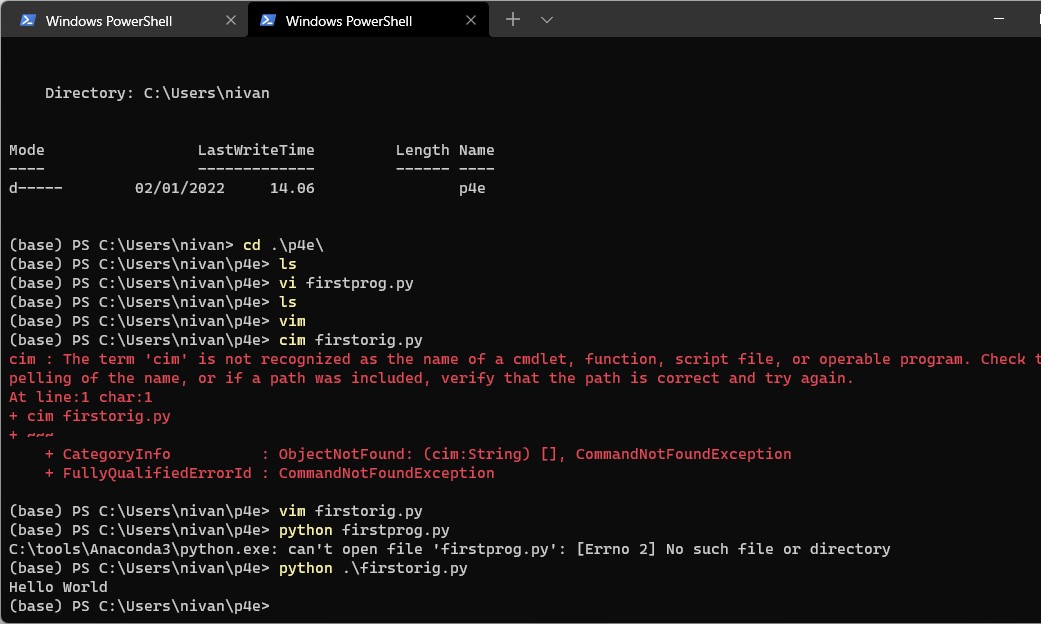 Windows PowerShell
Windows PowerShell
Directory: C:\Users\nivan
Mode LastWriteTime Length Name
---- ------------- ------ ----
d----- 02/01/2022 14.06 p4e
(base) PS C:\Users\nivan> cd .\p4e\
(base) PS C:\Users\nivan\p4e> ls
(base) PS C:\Users\nivan\p4e> vi firstprog.py
(base) PS C:\Users\nivan\p4e> ls
(base) PS C:\Users\nivan\p4e> vim
(base) PS C:\Users\nivan\p4e> cim firstorig.py
cim : The term 'cim' is not recognized as the name of a cmdlet, function, script file, or operable program. Check t
pelling of the name, or if a path was included, verify that the path is correct and try again.
At line:1 char:1
+ cim firstorig.py
+ ~~~
+ CategoryInfo : ObjectNotFound: (cim:String) [], CommandNotFoundException
+ FullyQualifiedErrorId : CommandNotFoundException
(base) PS C:\Users\nivan\p4e> vim firstorig.py
(base) PS C:\Users\nivan\p4e> python firstprog.py
C:\tools\Anaconda3\python.exe: can't open file 'firstprog.py': [Errno 2] No such file or directory
(base) PS C:\Users\nivan\p4e> python .\firstorig.py
Hello World
(base) PS C:\Users\nivan\p4e>